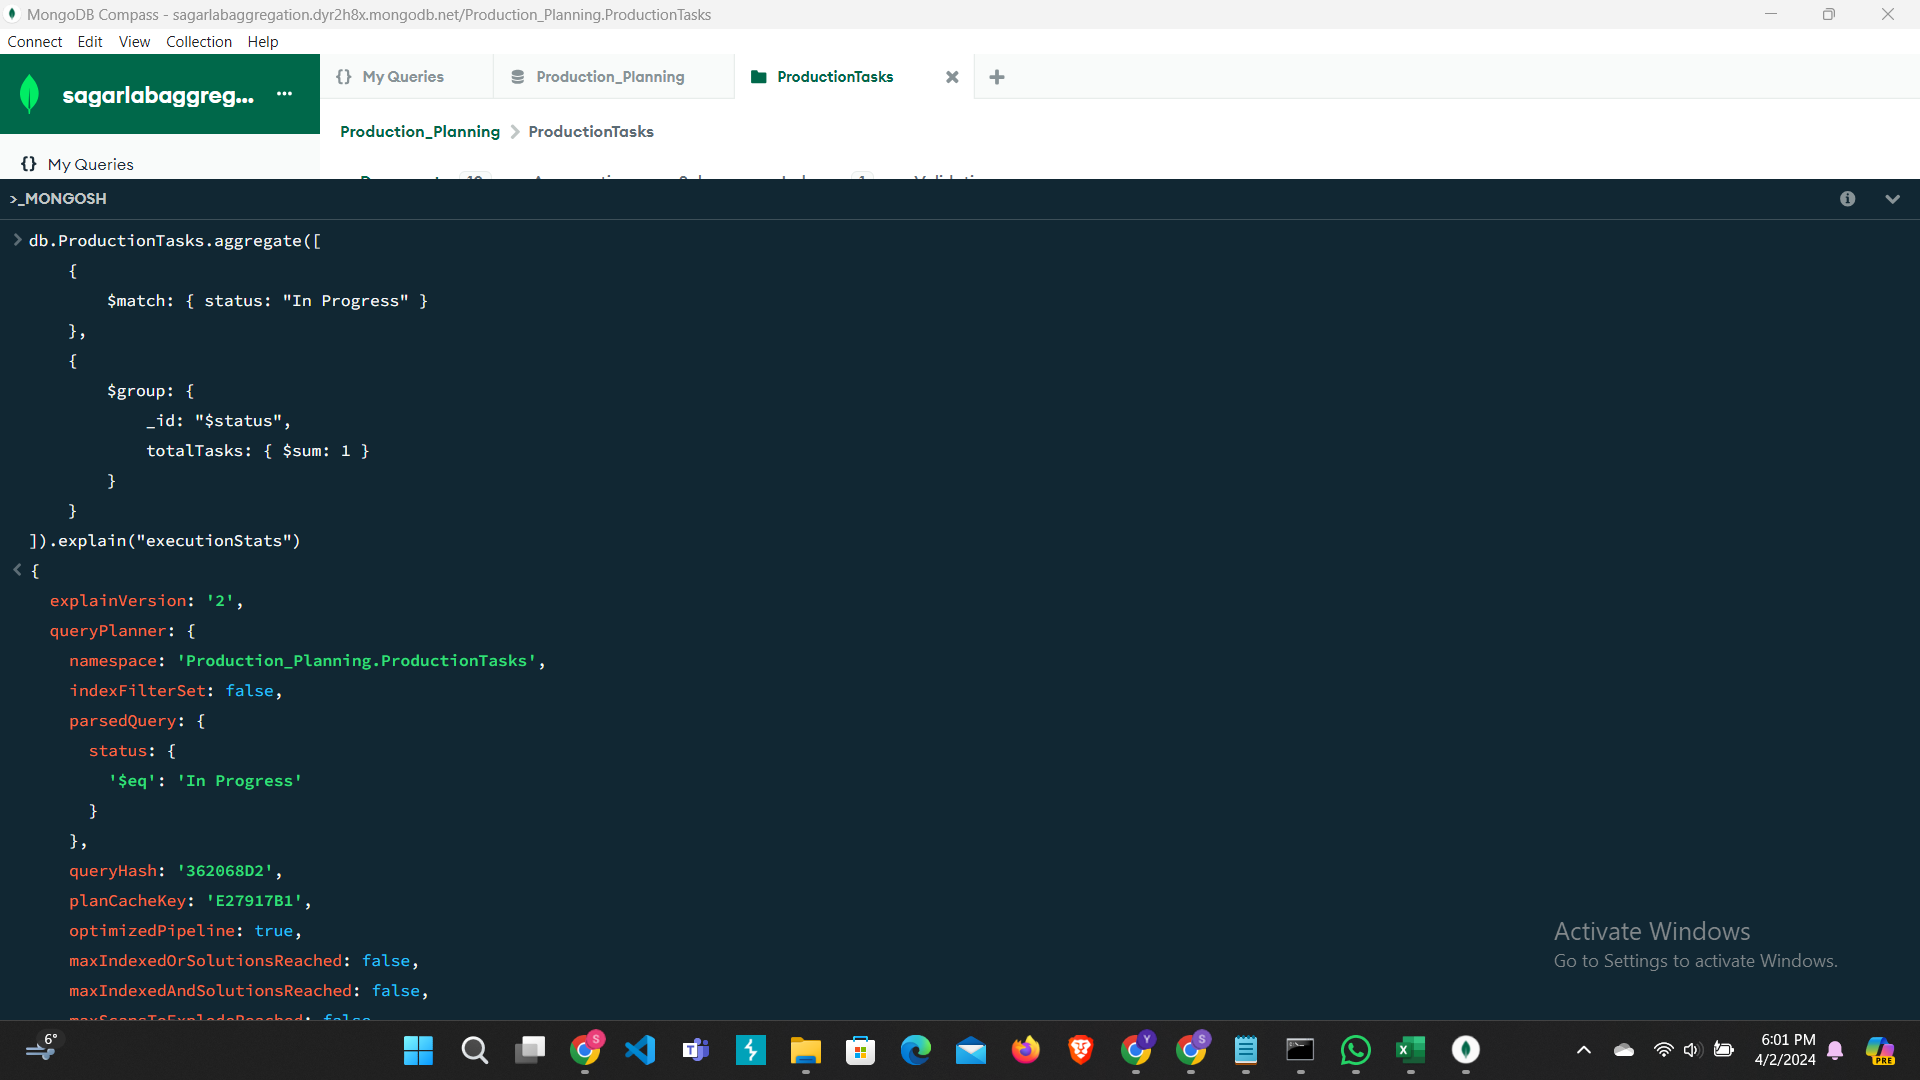 MongoDB Compass - sagarlabaggregation.dyr2h8x.mongodb.net/Production_Planning.ProductionTasks
Connect Edit View Collection Help
sagarlabaggreg... ...
{} My Queries
My Queries
Production_Planning
ProductionTasks
Production_Planning > ProductionTasks
>_MONGOSH
> db.ProductionTasks.aggregate([
{
$match: { status: "In Progress" }
},
{
$group: {
_id: "$status",
totalTasks: { $sum: 1 }
}
}
]).explain("executionStats")
< {
explainVersion: '2',
queryPlanner: {
namespace: 'Production_Planning.ProductionTasks',
indexFilterSet: false,
parsedQuery: {
status: {
'$eq': 'In Progress'
}
},
queryHash: '362068D2',
planCacheKey: 'E27917B1',
optimizedPipeline: true,
maxIndexedOrSolutionsReached: false,
maxIndexedAndSolutionsReached: false,
Activate Windows
Go to Settings to activate Windows.
6°
S
Y
S
6:01 PM
4/2/2024
PRE